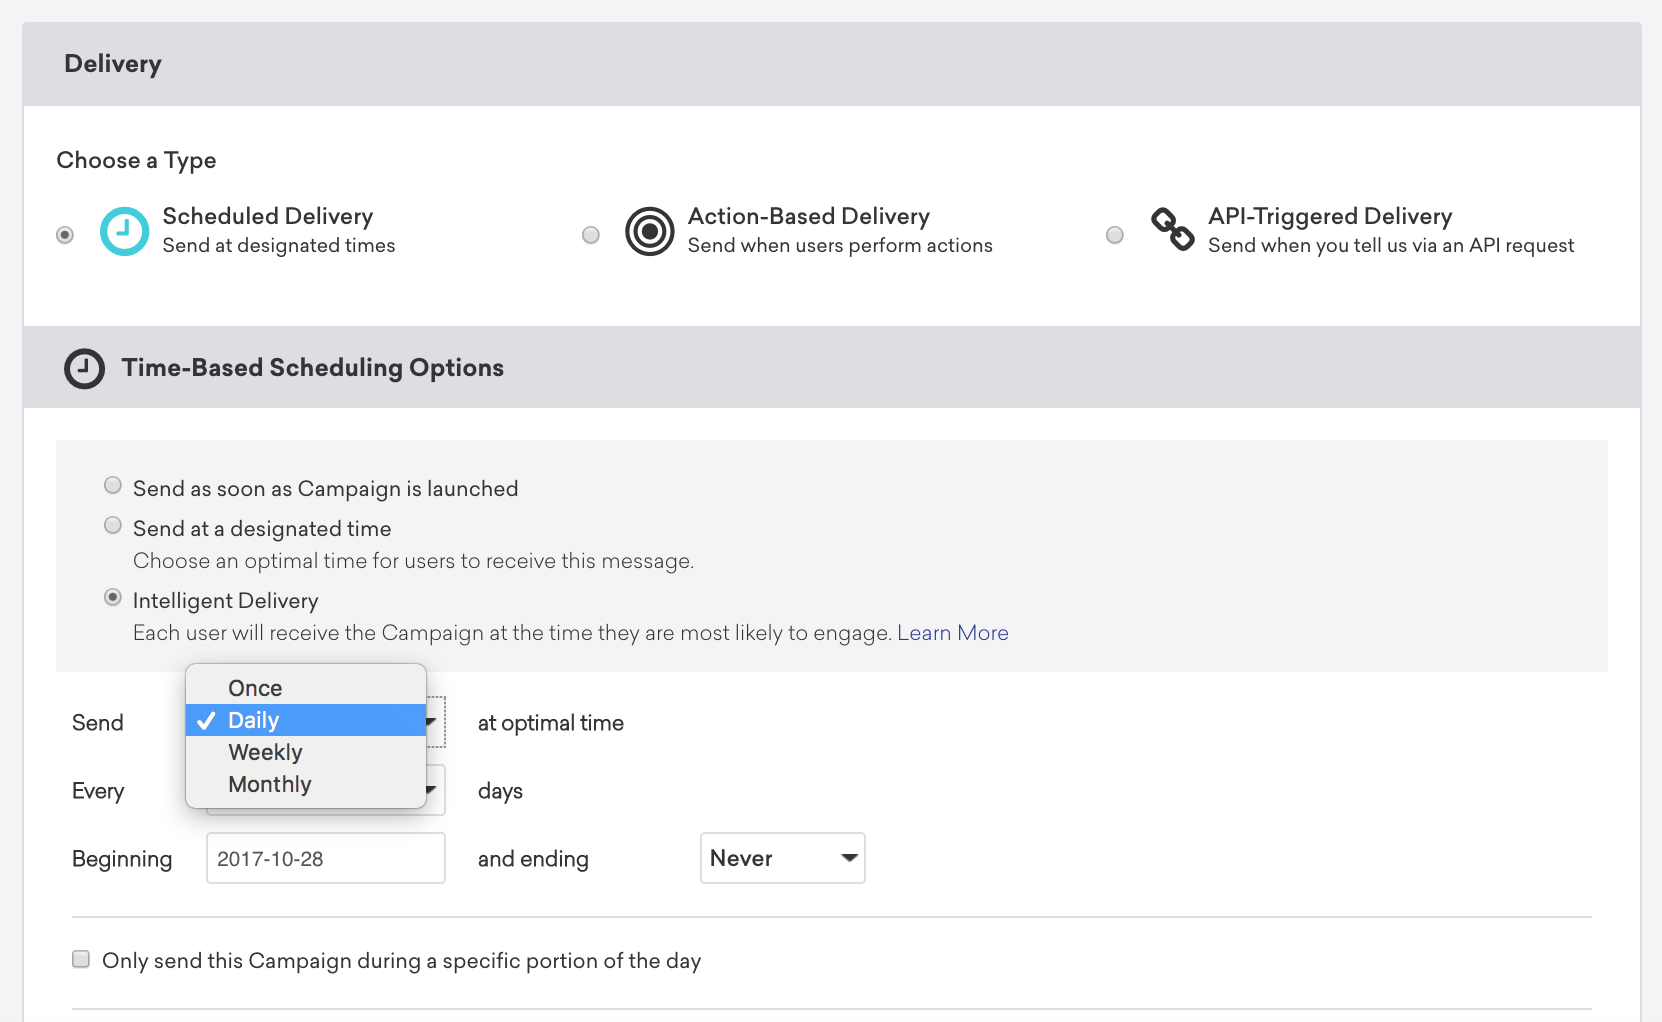 Delivery
Choose a Type
Scheduled Delivery
Send at designated times
Action-Based Delivery
Send when users perform actions
API-Triggered Delivery
Send when you tell us via an API request
Time-Based Scheduling Options
Send as soon as Campaign is launched
Send at a designated time
Choose an optimal time for users to receive this message.
Intelligent Delivery
Each user will receive the Campaign at the time they are most likely to engage. Learn More
Once
Send Daily at optimal time
Weekly
Monthly
Every days
Beginning 2017-10-28 and ending Never
Only send this Campaign during a specific portion of the day